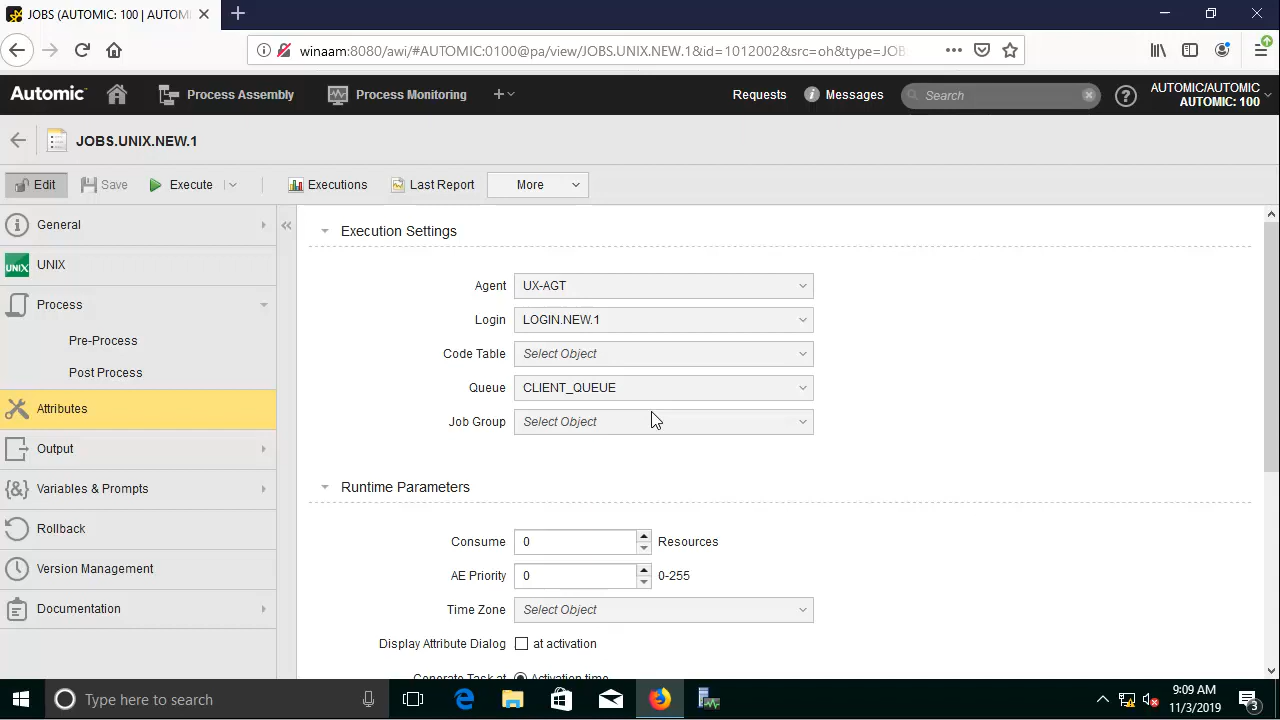 JOBS (AUTOMIC: 100 | AUTOMI
winaam:8080/awi/#AUTOMIC:0100@pa/view/JOBS.UNIX.NEW.1&id=1012002&src=oh&type=JOB
Automic
Process Assembly
Process Monitoring
Requests
Messages
Search
AUTOMIC/AUTOMIC
AUTOMIC: 100
JOBS.UNIX.NEW.1
Edit
Save
Execute
Executions
Last Report
More
General
UNIX
UNIX
Process
Pre-Process
Post Process
Attributes
Output
Variables & Prompts
Rollback
Version Management
Documentation
Execution Settings
Agent UX-AGT
Login LOGIN.NEW.1
Code Table Select Object
Queue CLIENT_QUEUE
Job Group Select Object
Runtime Parameters
Consume 0 Resources
AE Priority 0 0-255
Time Zone Select Object
Display Attribute Dialog at activation
Generate Task at Activation time
Type here to search
9:09 AM
11/3/2019
3